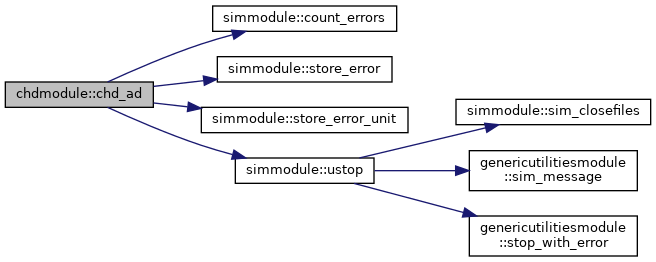 simmodule::count_errors
simmodule::store_error
chdmodule::chd_ad
simmodule::store_error_unit
simmodule::sim_closefiles
simmodule::ustop
genericutilitiesmodule
::sim_message
genericutilitiesmodule
::stop_with_error